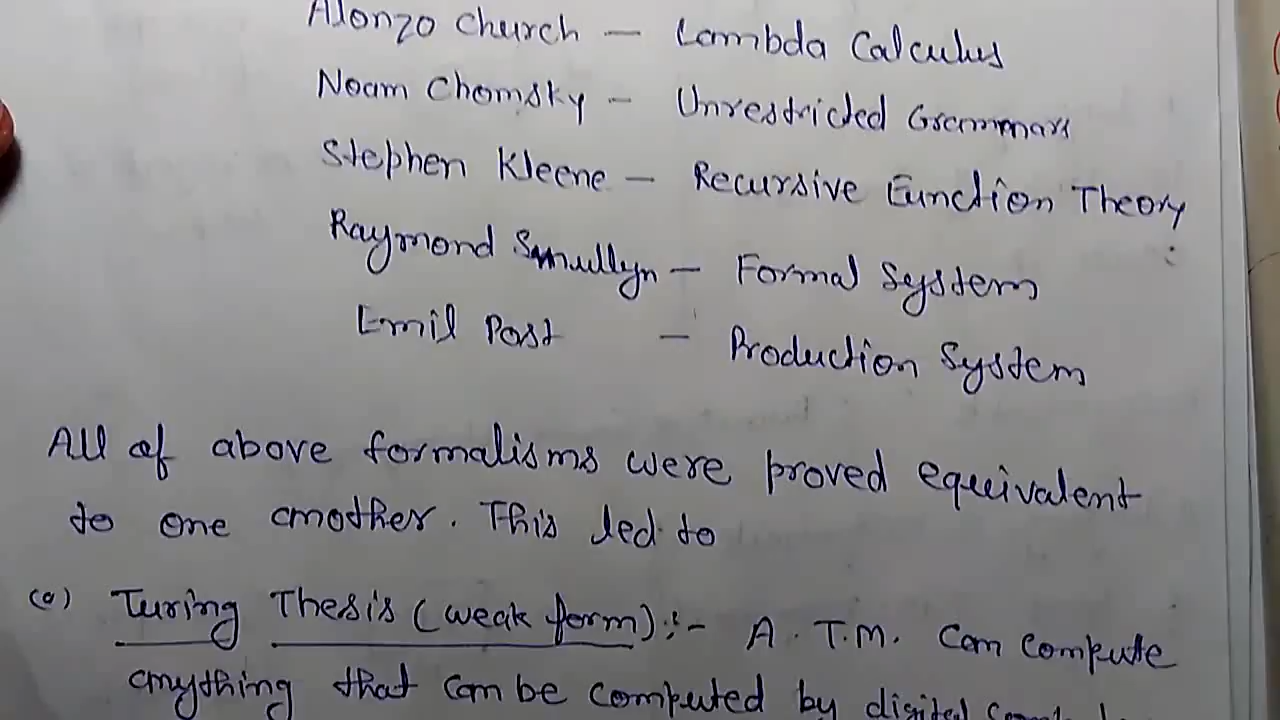 Alonzo Church — Lambda Calculus
Noam Chomsky — Unrestricted Grammars
Stephen Kleene — Recursive Function Theory
Raymond Smullyn — Formal System
Emil Post — Production System
All of above formalisms were proved equivalent
to one another. This led to
(a) Turing Thesis (weak form) :- A T.M. can compute
anything that can be computed by digital